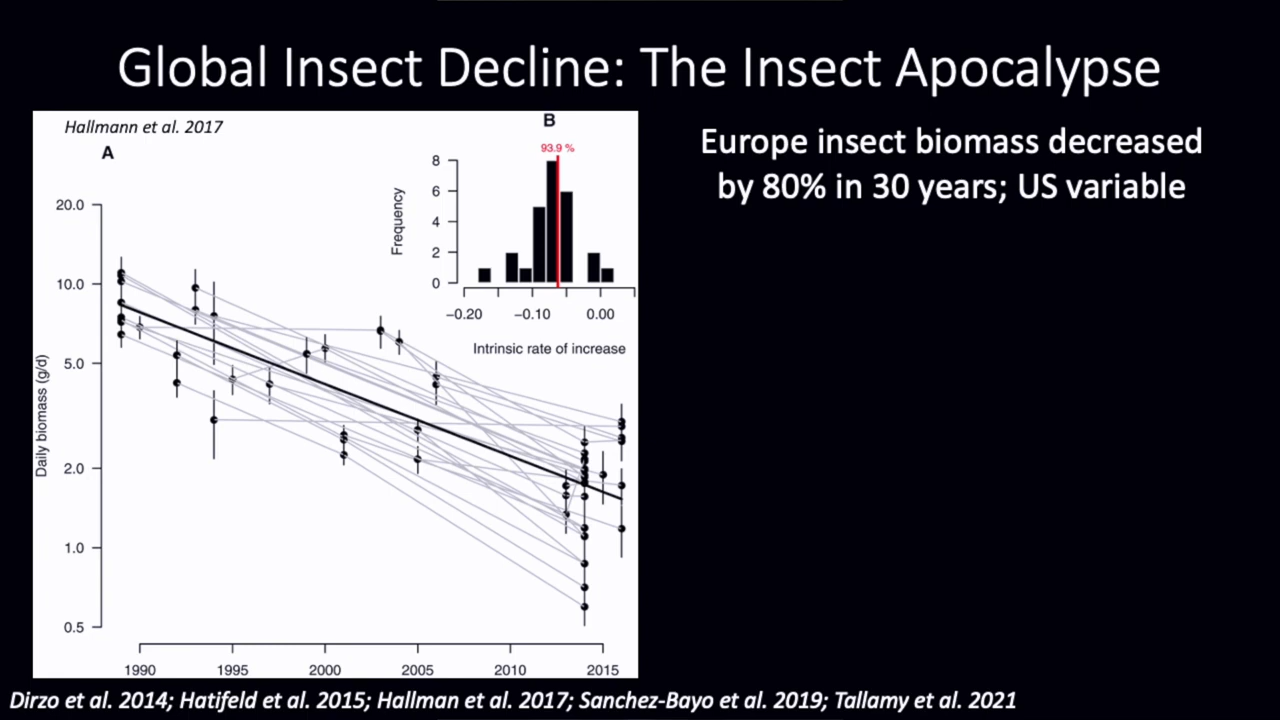 Global Insect Decline: The Insect Apocalypse
Hallmann et al. 2017
A
B
93.9 %
8
6
4
2
0
Frequency
−0.20
−0.10
0.00
Intrinsic rate of increase
20.0
10.0
5.0
2.0
1.0
0.5
Daily biomass (g/d)
1990
1995
2000
2005
2010
2015
Europe insect biomass decreased
by 80% in 30 years; US variable
Dirzo et al. 2014; Hatifeld et al. 2015; Hallman et al. 2017; Sanchez-Bayo et al. 2019; Tallamy et al. 2021